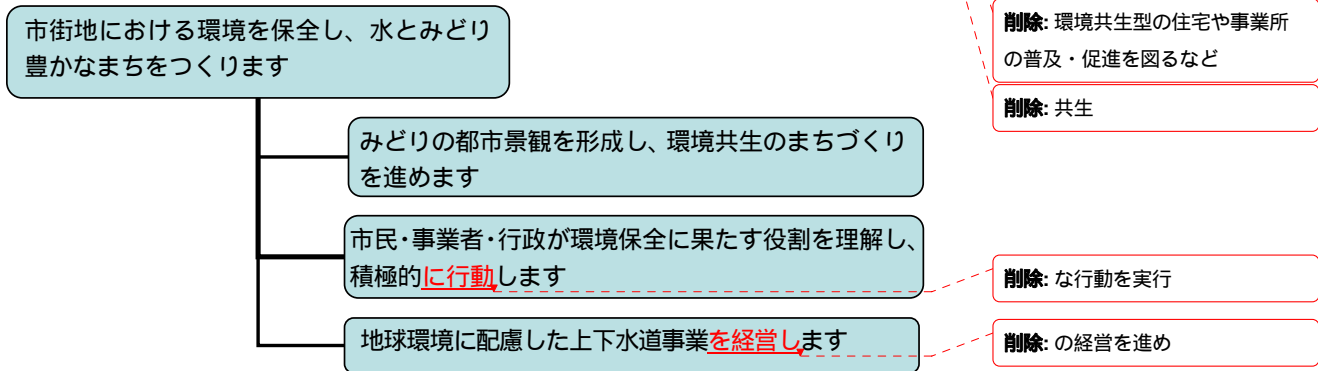 市街地における環境を保全し、水とみどり
豊かなまちをつくります
みどりの都市景観を形成し、環境共生のまちづくり
を進めます
市民・事業者・行政が環境保全に果たす役割を理解し、
積極的に行動します
地球環境に配慮した上下水道事業を経営します
削除: 環境共生型の住宅や事業所
の普及・促進を図るなど
削除: 共生
削除: な行動を実行
削除: の経営を進め